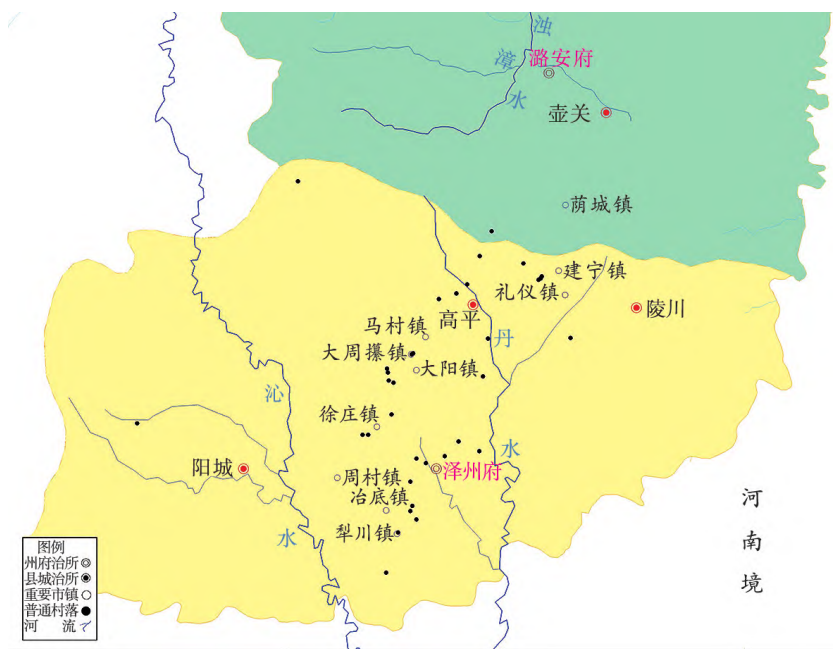 浊
漳
水
潞安府
壶关
荫城镇
建宁镇
礼仪镇
陵川
高平
马村镇
丹
大周攥镇
大阳镇
沁
徐庄镇
水
阳城
泽州府
周村镇
冶底镇
犁川镇
水
河
南
境
图例
州府治所
县城治所
重要市镇
普通村落
河 流